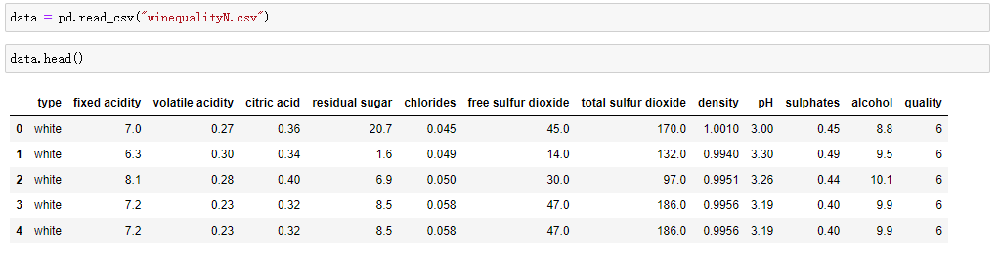 data = pd.read_csv("winequalityN.csv")
data.head()
type fixed acidity volatile acidity citric acid residual sugar chlorides free sulfur dioxide total sulfur dioxide density pH sulphates alcohol quality
0 white 7.0 0.27 0.36 20.7 0.045 45.0 170.0 1.0010 3.00 0.45 8.8 6
1 white 6.3 0.30 0.34 1.6 0.049 14.0 132.0 0.9940 3.30 0.49 9.5 6
2 white 8.1 0.28 0.40 6.9 0.050 30.0 97.0 0.9951 3.26 0.44 10.1 6
3 white 7.2 0.23 0.32 8.5 0.058 47.0 186.0 0.9956 3.19 0.40 9.9 6
4 white 7.2 0.23 0.32 8.5 0.058 47.0 186.0 0.9956 3.19 0.40 9.9 6